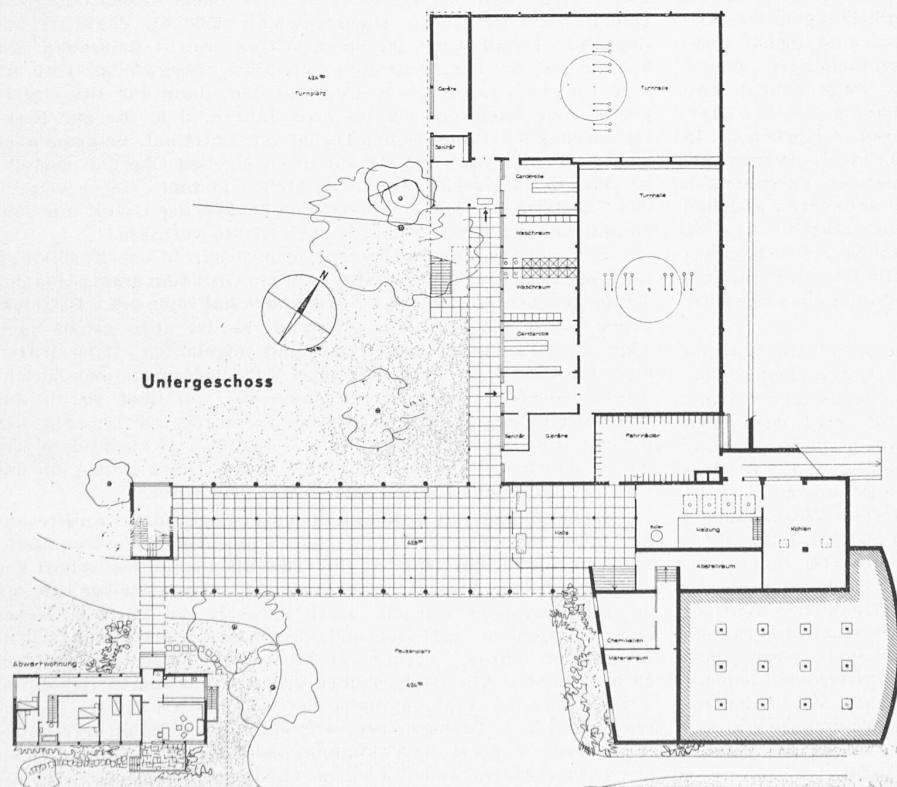 Turnplatz
Geräte
Turnhalle
Sanitär
Garderobe
Turnhalle
Waschraum
N
Waschraum
Garderobe
Untergeschoss
Sanitär
Geräte
Fahrräder
Boiler
Heizung
Kohlen
Halle
Abstellraum
Chemikalien
Materialraum
Pausenplatz
Abwartwohnung